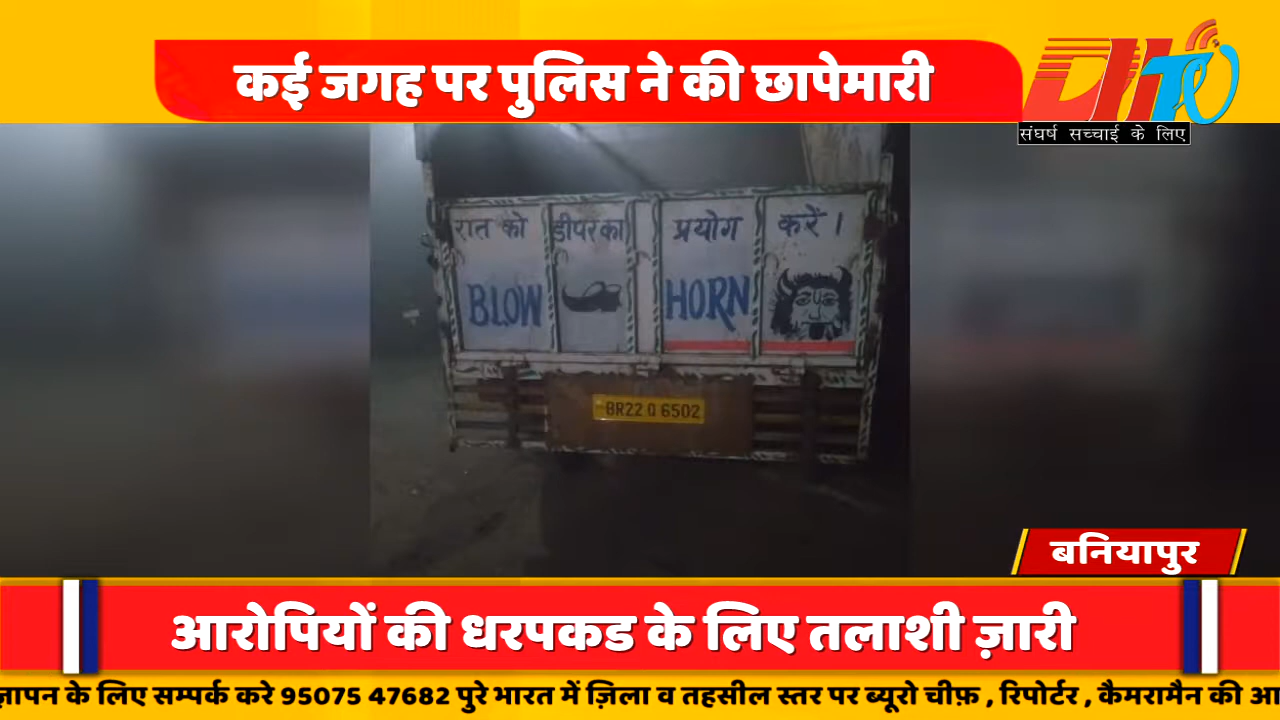 कई जगह पर पुलिस ने की छापेमारी
संघर्ष सच्चाई के लिए
रात को डीपर का प्रयोग करें।
BLOW HORN
BR22 Q 6502
बनियापुर
आरोपियों की धरपकड के लिए तलाशी ज़ारी
ज्ञापन के लिए सम्पर्क करे 95075 47682 पुरे भारत में ज़िला व तहसील स्तर पर ब्यूरो चीफ़ , रिपोर्टर , कैमरामैन की आ